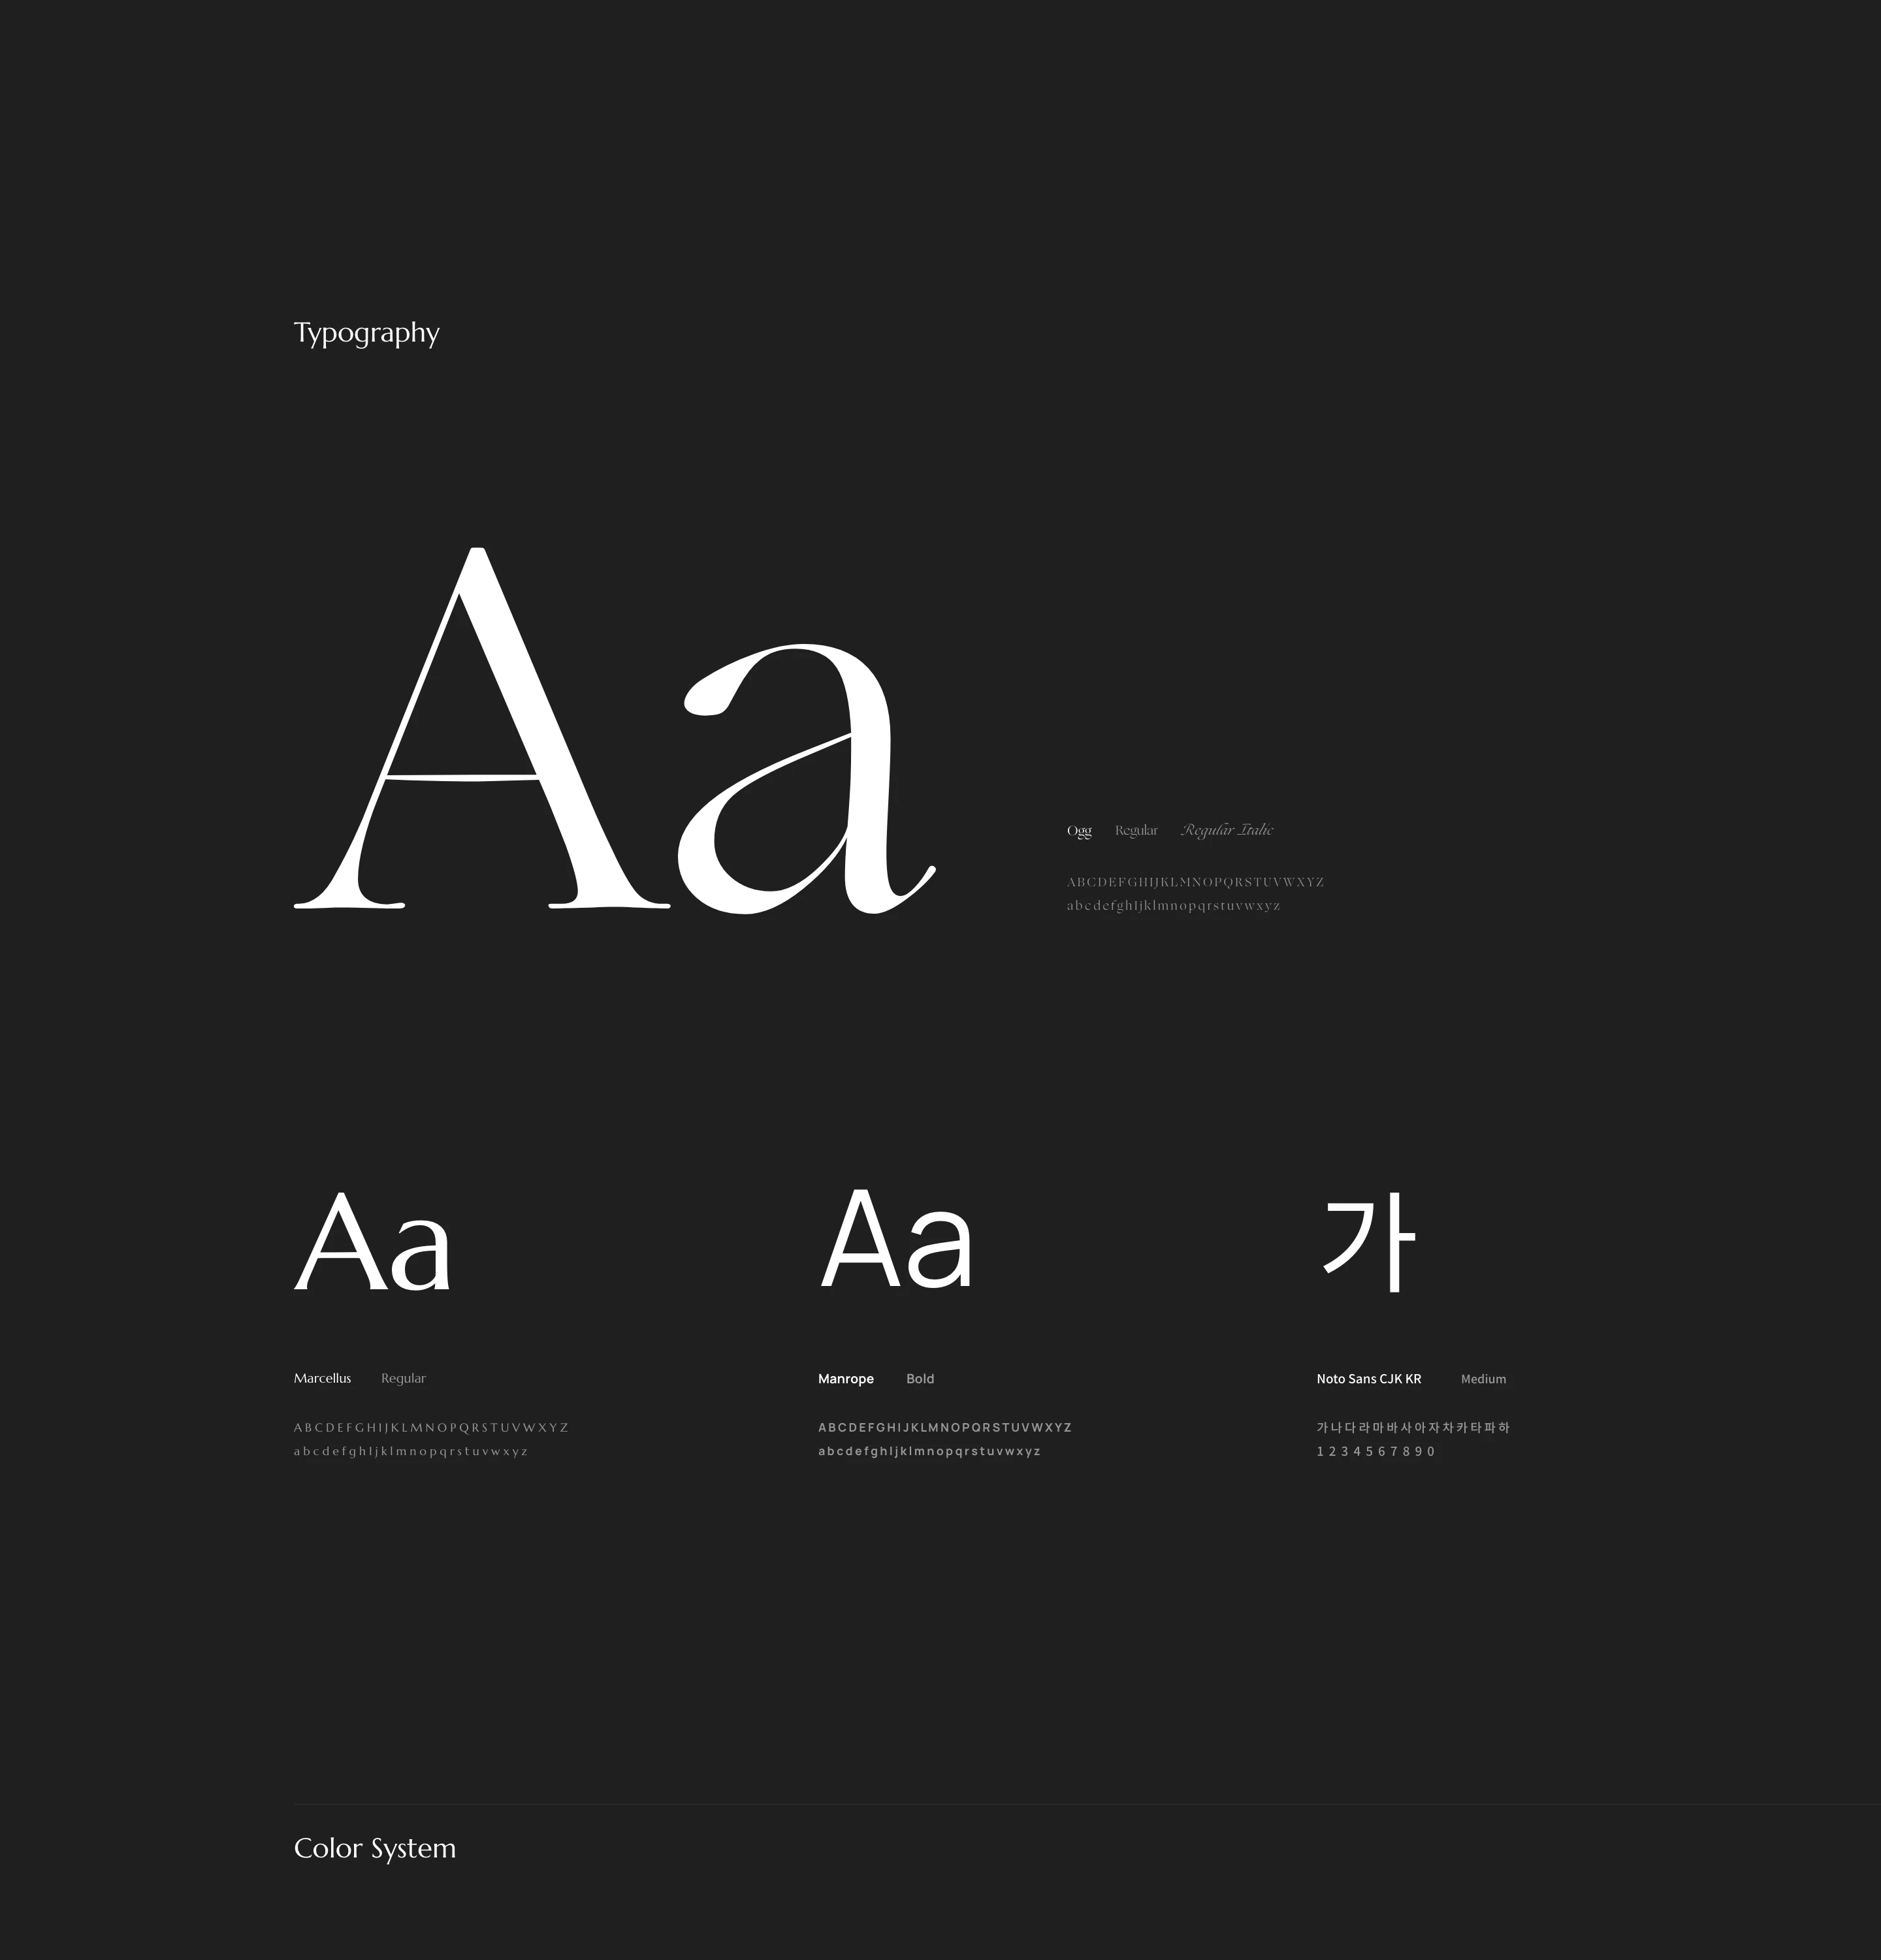 Typography
Aa
Ogg Regular Regular Italic
ABCDEFGHIJKLMNOPQRSTUVWXYZ
abcdefghIjklmnopqrstuvwxyz
Aa
Aa
가
Marcellus Regular
Manrope Bold
Noto Sans CJK KR Medium
ABCDEFGHIJKLMNOPQRSTUVWXYZ
ABCDEFGHIJKLMNOPQRSTUVWXYZ
가나다라마바사아자차카타파하
abcdefghIjklmnopqrstuvwxyz
abcdefghIjklmnopqrstuvwxyz
1234567890
Color System